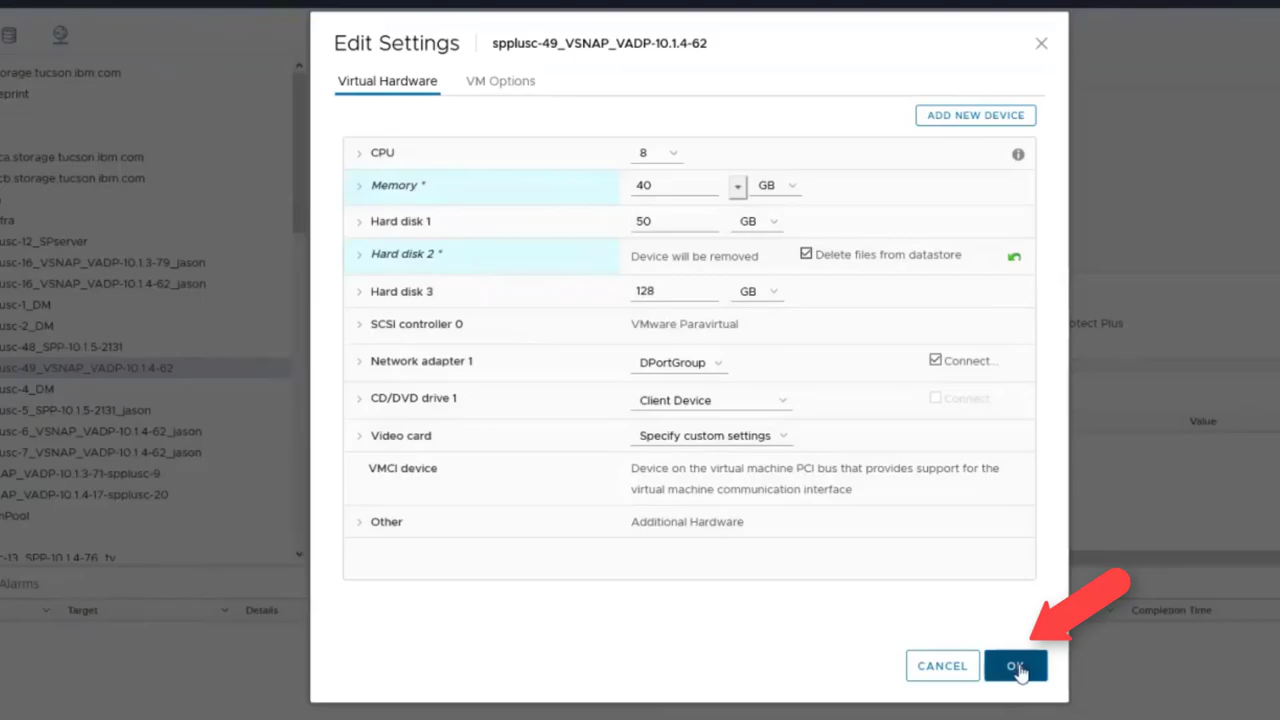 Edit Settings
spplusc-49_VSNAP_VADP-10.1.4-62
Virtual Hardware
VM Options
ADD NEW DEVICE
CPU
8
Memory *
40
GB
Hard disk 1
50
GB
Hard disk 2 *
Device will be removed
Delete files from datastore
Hard disk 3
128
GB
SCSI controller 0
VMware Paravirtual
Network adapter 1
DPortGroup
Connect...
CD/DVD drive 1
Client Device
Connect
Video card
Specify custom settings
VMCI device
Device on the virtual machine PCI bus that provides support for the
virtual machine communication interface
Other
Additional Hardware
CANCEL
OK
orage.tucson.ibm.com
eprint
ca.storage.tucson.ibm.com
cb.storage.tucson.ibm.com
fra
usc-12_SPserver
usc-16_VSNAP_VADP-10.1.3-79_jason
usc-16_VSNAP_VADP-10.1.4-62_jason
usc-1_DM
usc-2_DM
usc-48_SPP-10.1.5-2131
usc-49_VSNAP_VADP-10.1.4-62
usc-4_DM
usc-5_SPP-10.1.5-2131_jason
usc-6_VSNAP_VADP-10.1.4-62_jason
usc-7_VSNAP_VADP-10.1.4-62_jason
AP_VADP-10.1.3-71-spplusc-9
AP_VADP-10.1.4-17-spplusc-20
nPool
c-13_SPP-10.1.4-76_tv
Alarms
Target
Details
otect Plus
Value
Completion Time